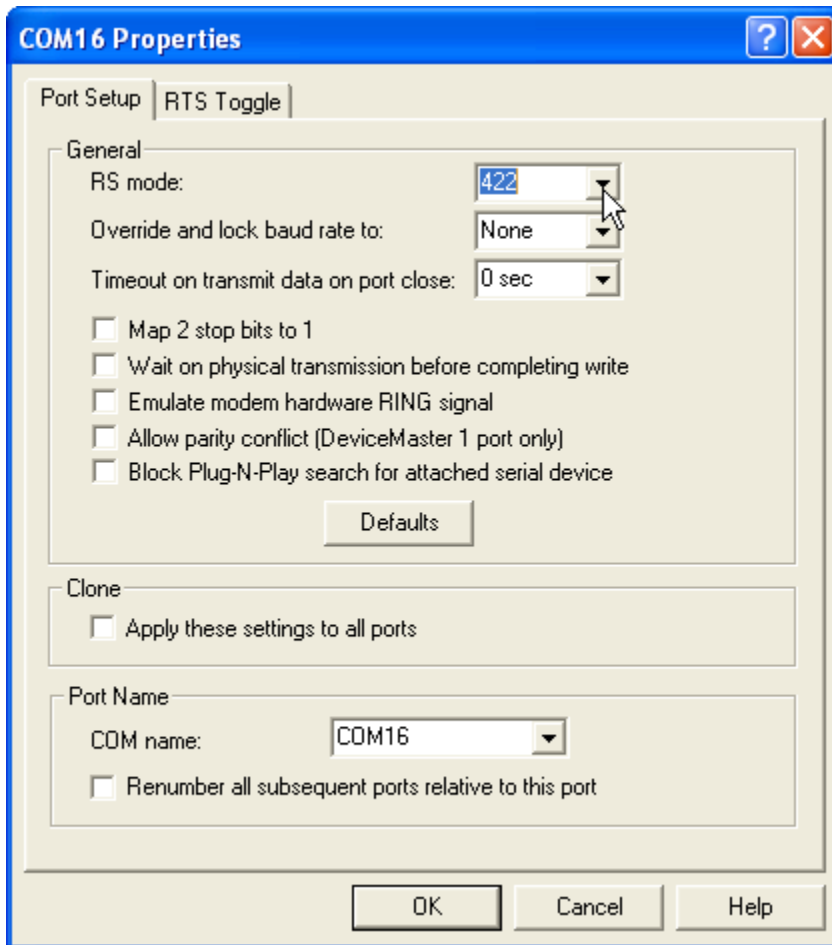 COM16 Properties
Port Setup
RTS Toggle
General
RS mode: 422
Override and lock baud rate to: None
Timeout on transmit data on port close: 0 sec
Map 2 stop bits to 1
Wait on physical transmission before completing write
Emulate modem hardware RING signal
Allow parity conflict (DeviceMaster 1 port only)
Block Plug-N-Play search for attached serial device
Defaults
Clone
Apply these settings to all ports
Port Name
COM name: COM16
Renumber all subsequent ports relative to this port
OK Cancel Help